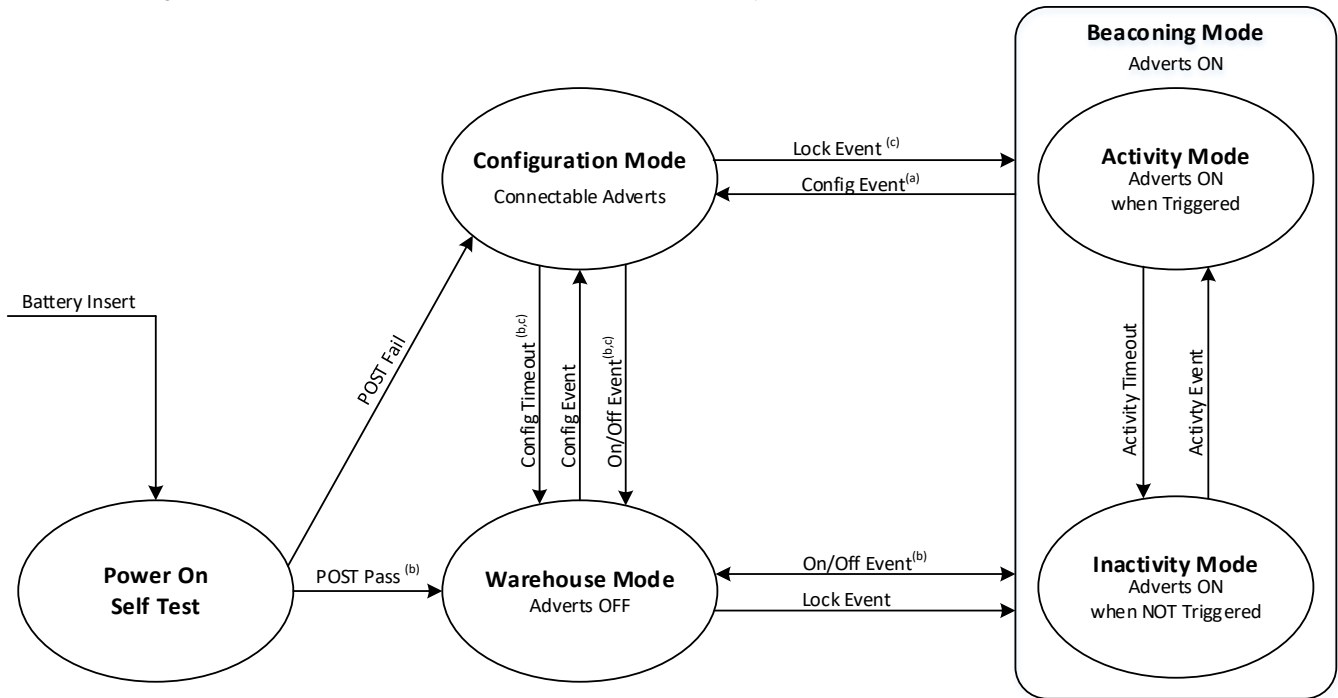 Beaconing Mode
Adverts ON
Configuration Mode
Connectable Adverts
Lock Event (c)
Config Event(a)
Activity Mode
Adverts ON
when Triggered
Battery Insert
POST Fail
Config Timeout (b,c)
Config Event
On/Off Event(b,c)
Activity Timeout
Activty Event
Power On
Self Test
POST Pass (b)
Warehouse Mode
Adverts OFF
On/Off Event(b)
Lock Event
Inactivity Mode
Adverts ON
when NOT Triggered